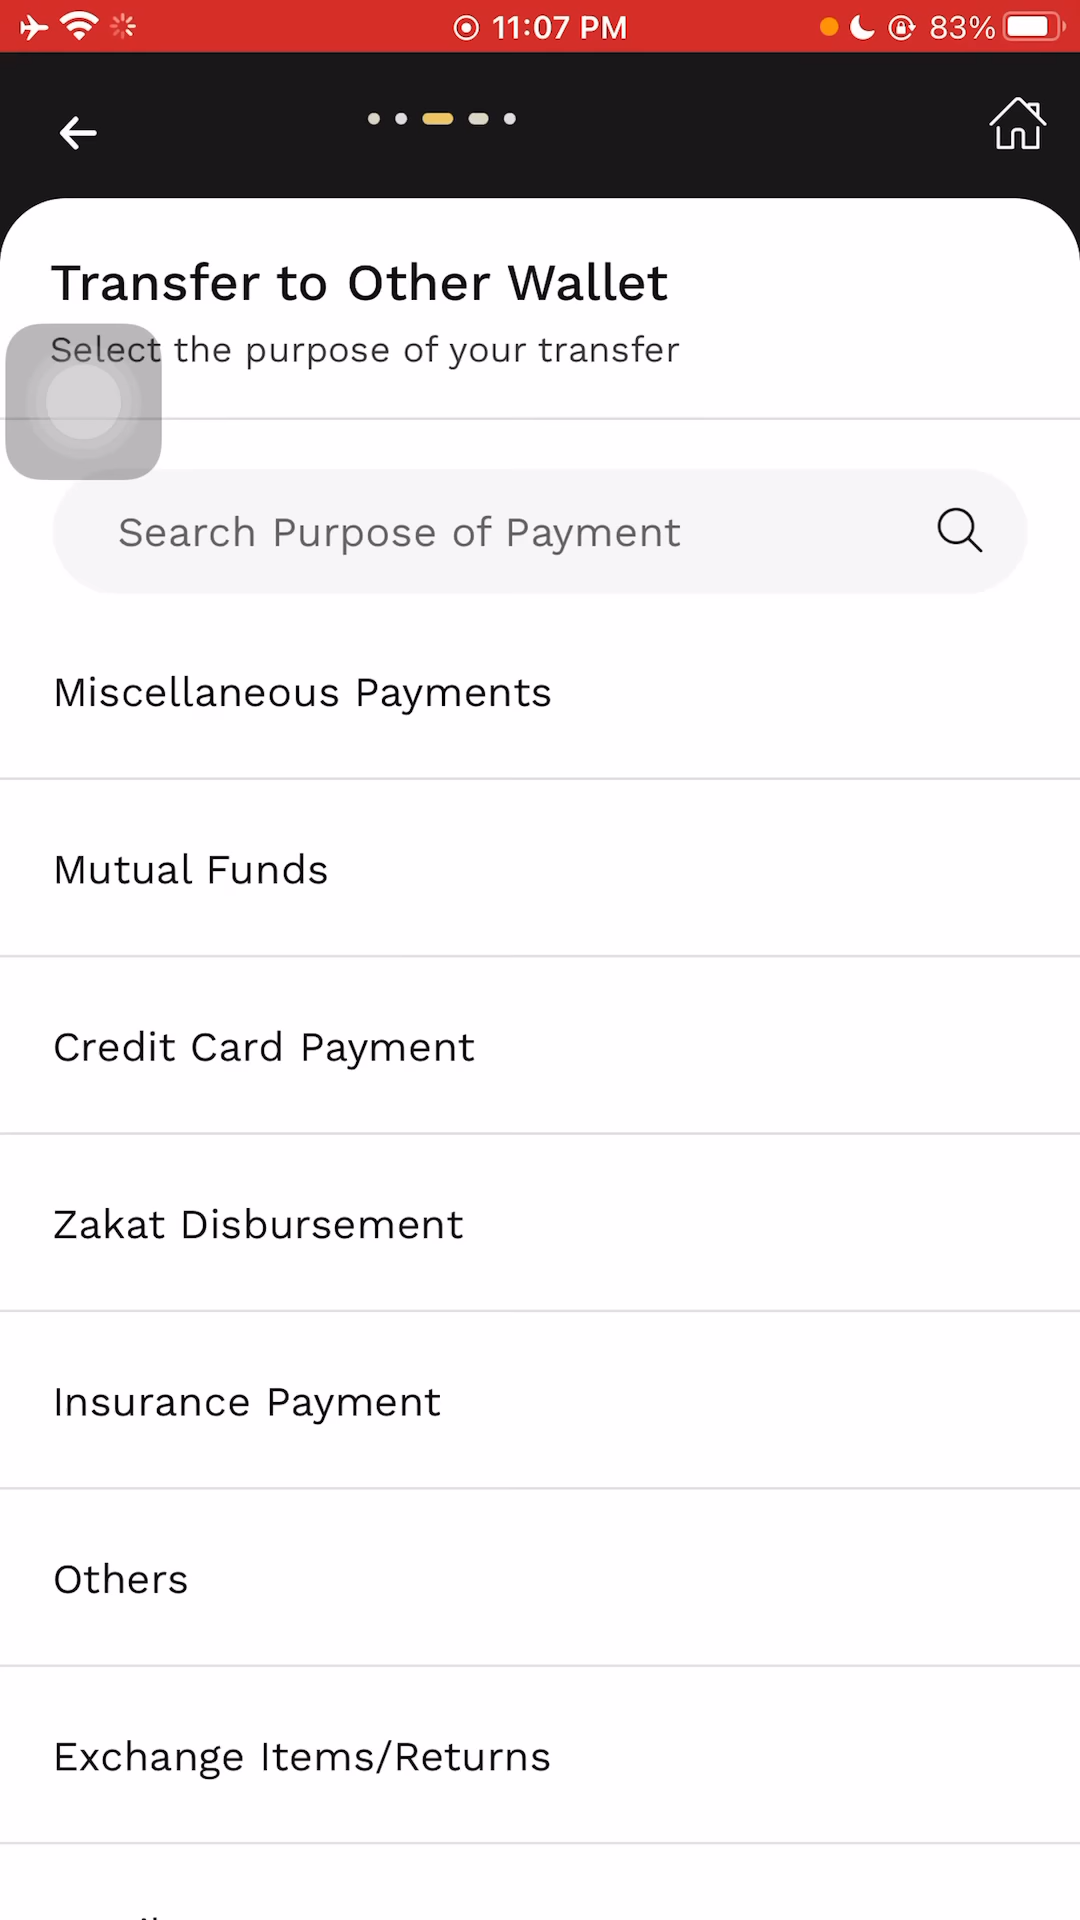 11:07 PM
83%
Transfer to Other Wallet
Select the purpose of your transfer
Search Purpose of Payment
Miscellaneous Payments
Mutual Funds
Credit Card Payment
Zakat Disbursement
Insurance Payment
Others
Exchange Items/Returns